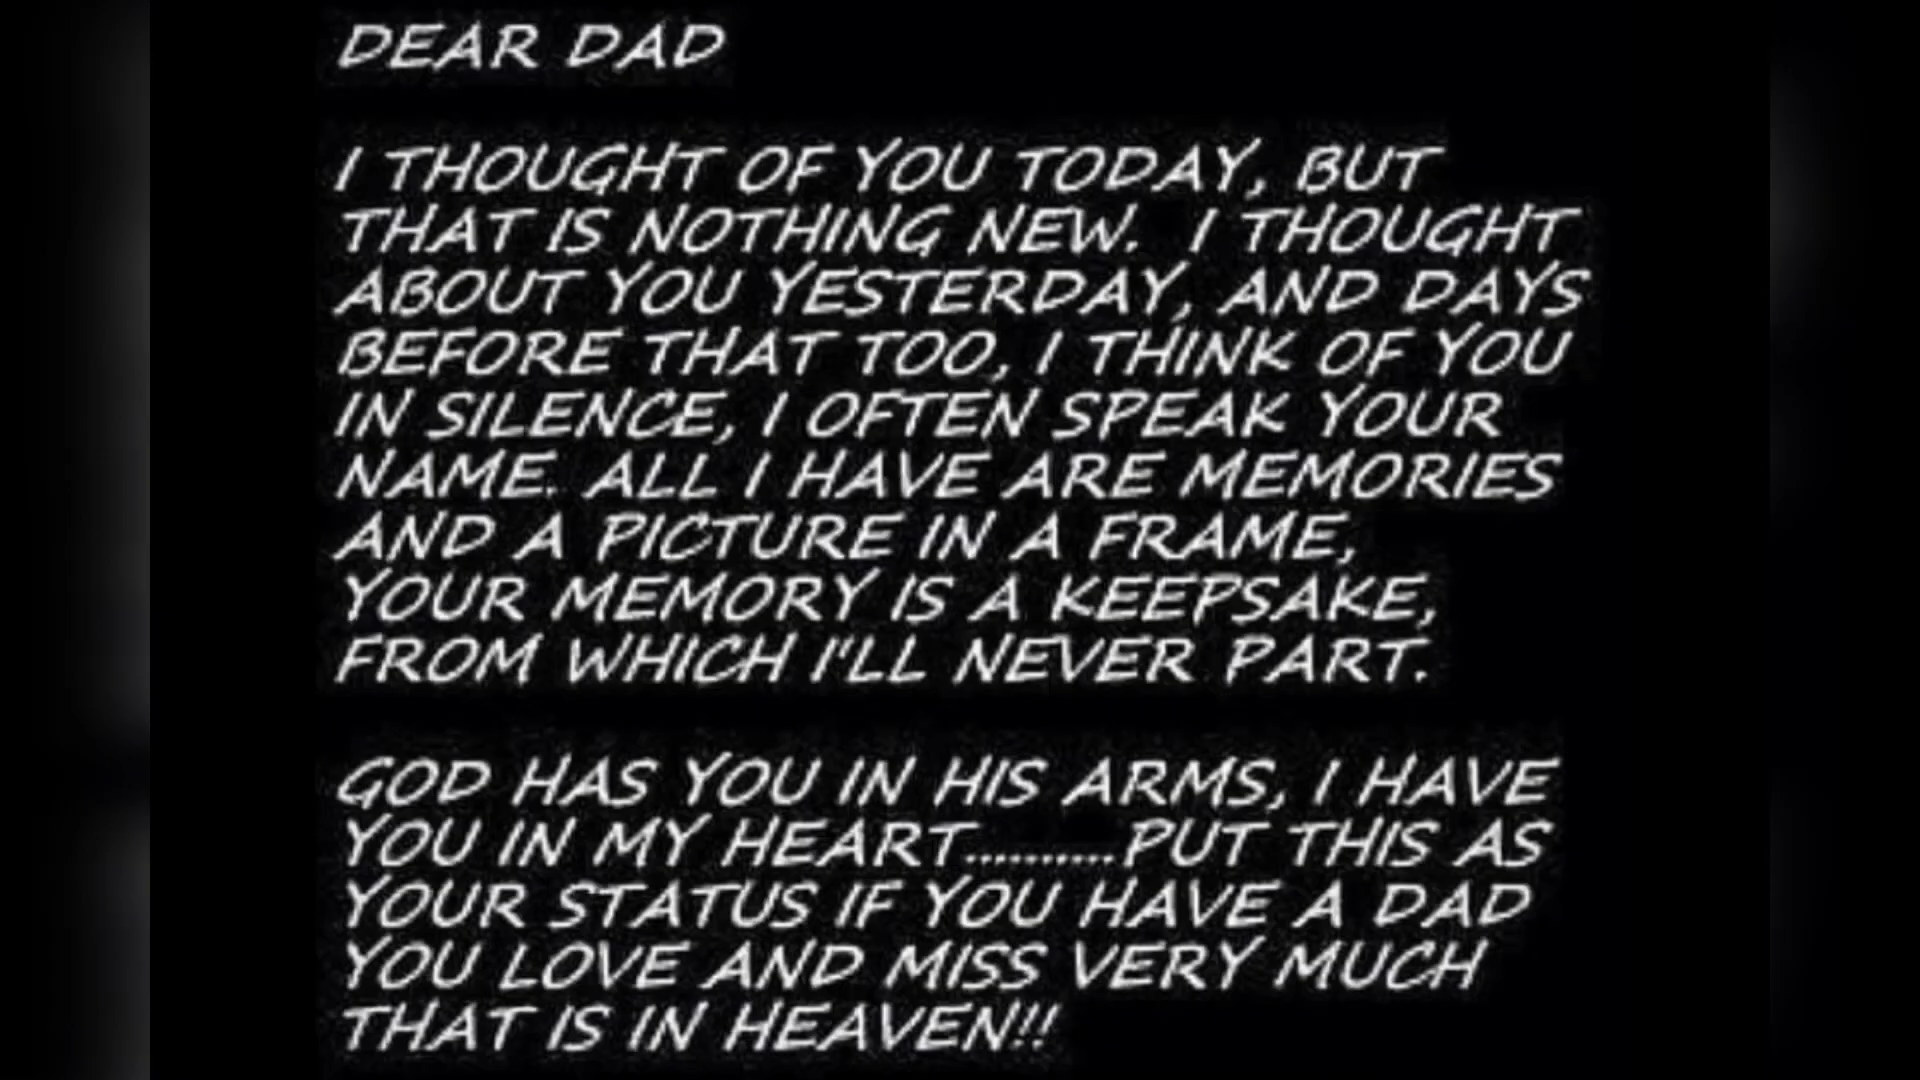 DEAR DAD
I THOUGHT OF YOU TODAY, BUT
THAT IS NOTHING NEW. I THOUGHT
ABOUT YOU YESTERDAY, AND DAYS
BEFORE THAT TOO, I THINK OF YOU
IN SILENCE, I OFTEN SPEAK YOUR
NAME. ALL I HAVE ARE MEMORIES
AND A PICTURE IN A FRAME,
YOUR MEMORY IS A KEEPSAKE,
FROM WHICH I'LL NEVER PART.
GOD HAS YOU IN HIS ARMS, I HAVE
YOU IN MY HEART..........PUT THIS AS
YOUR STATUS IF YOU HAVE A DAD
YOU LOVE AND MISS VERY MUCH
THAT IS IN HEAVEN!!